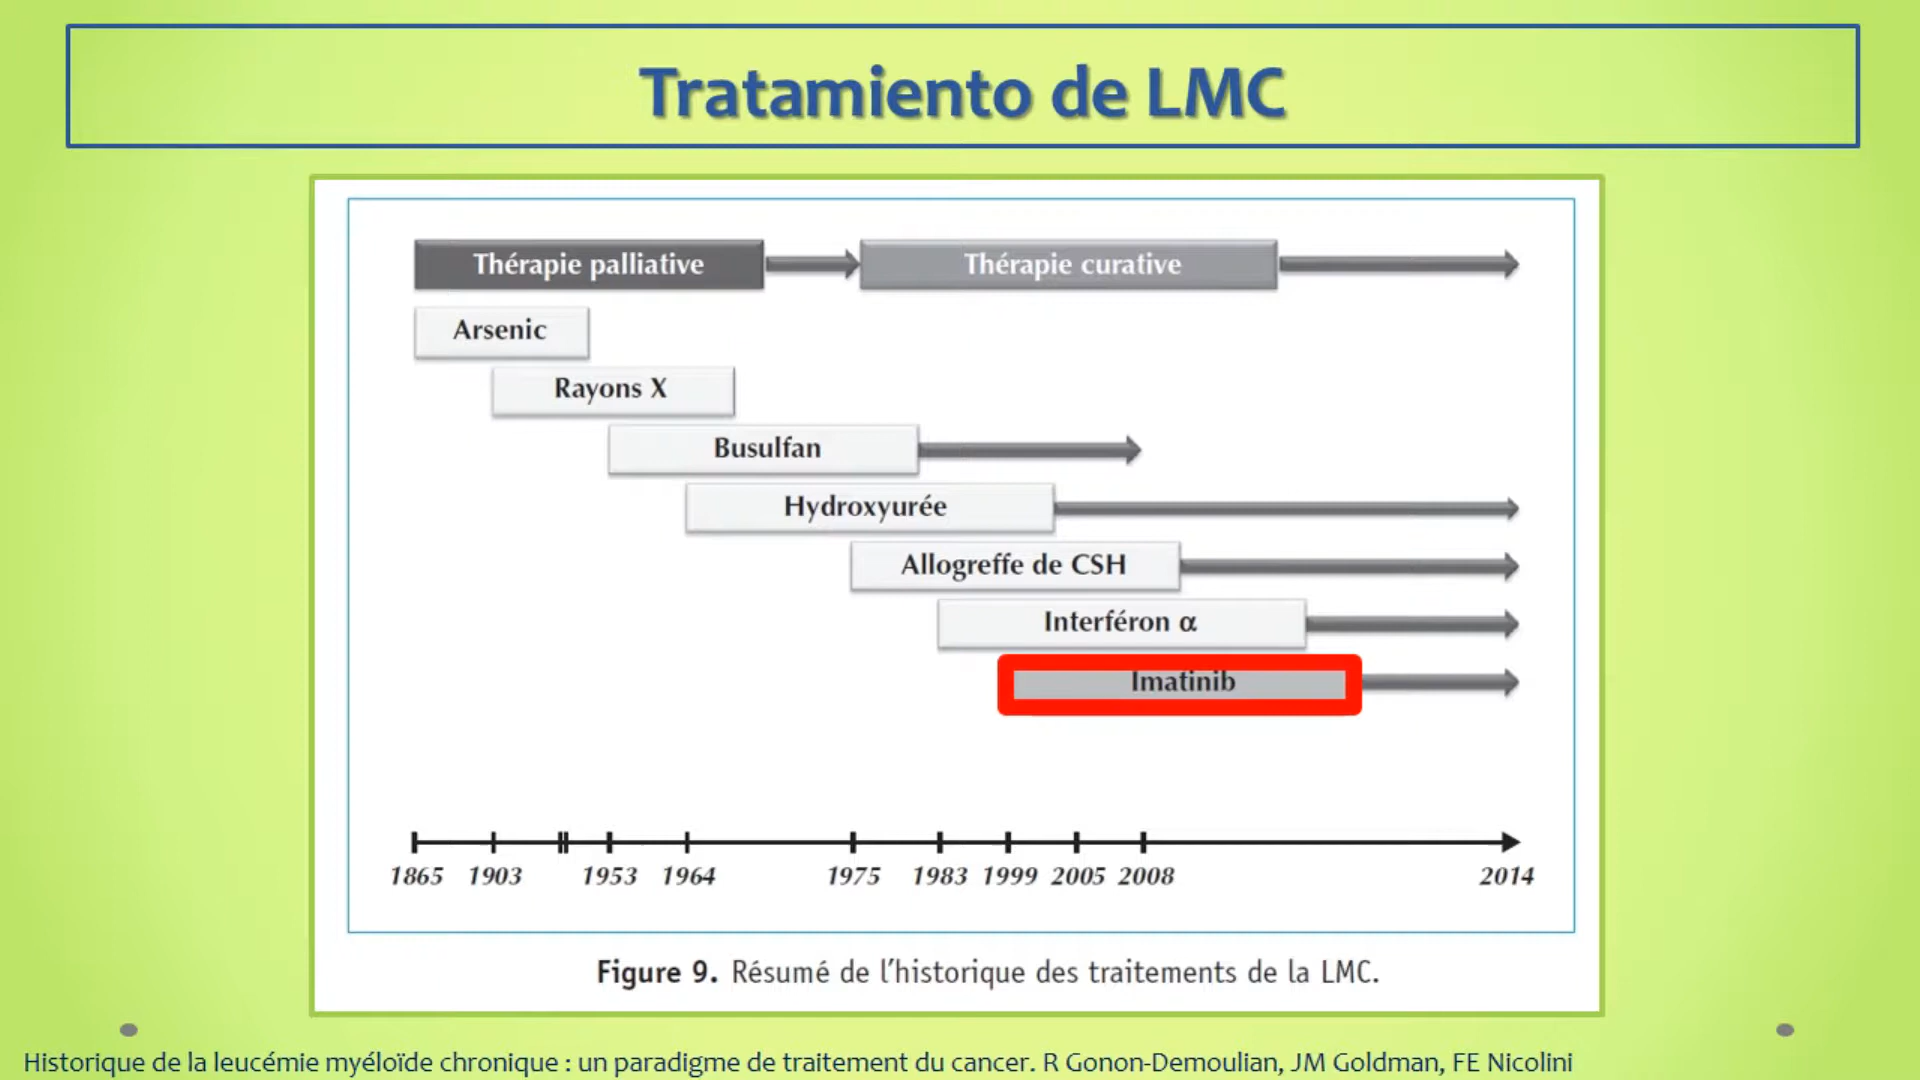 Tratamiento de LMC
Thérapie palliative
Thérapie curative
Arsenic
Rayons X
Busulfan
Hydroxyurée
Allogreffe de CSH
Interféron α
Imatinib
1865 1903 1953 1964 1975 1983 1999 2005 2008 2014
Figure 9. Résumé de l'historique des traitements de la LMC.
Historique de la leucémie myéloïde chronique : un paradigme de traitement du cancer. R Gonon-Demoulian, JM Goldman, FE Nicolini